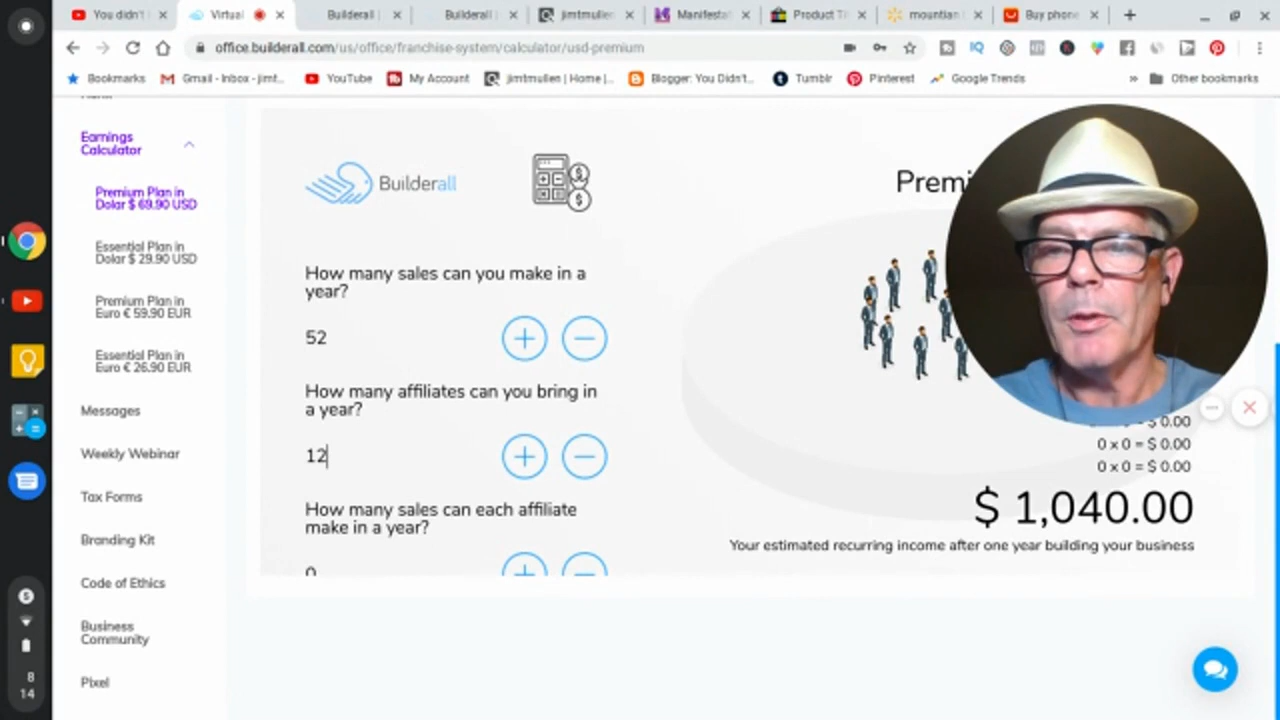 You didn't
Virtual
Builderall |
Builderall |
jimtmullen
Manifestat
Product Ti
mountian
Buy phone
office.builderall.com/us/office/franchise-system/calculator/usd-premium
Bookmarks
Gmail - Inbox - jimt...
YouTube
My Account
jimtmullen | Home |...
Blogger: You Didn't...
Tumblr
Pinterest
Google Trends
Other bookmarks
Earnings
Calculator
Premium Plan in
Dolar $ 69.90 USD
Essential Plan in
Dolar $ 29.90 USD
Premium Plan in
Euro € 59.90 EUR
Essential Plan in
Euro € 26.90 EUR
Messages
Weekly Webinar
Tax Forms
Branding Kit
Code of Ethics
Business
Community
Pixel
Builderall
How many sales can you make in a
year?
52
How many affiliates can you bring in
a year?
12
How many sales can each affiliate
make in a year?
0
Premi
0 x 0 = $ 0.00
0 x 0 = $ 0.00
$ 1,040.00
Your estimated recurring income after one year building your business
8
14